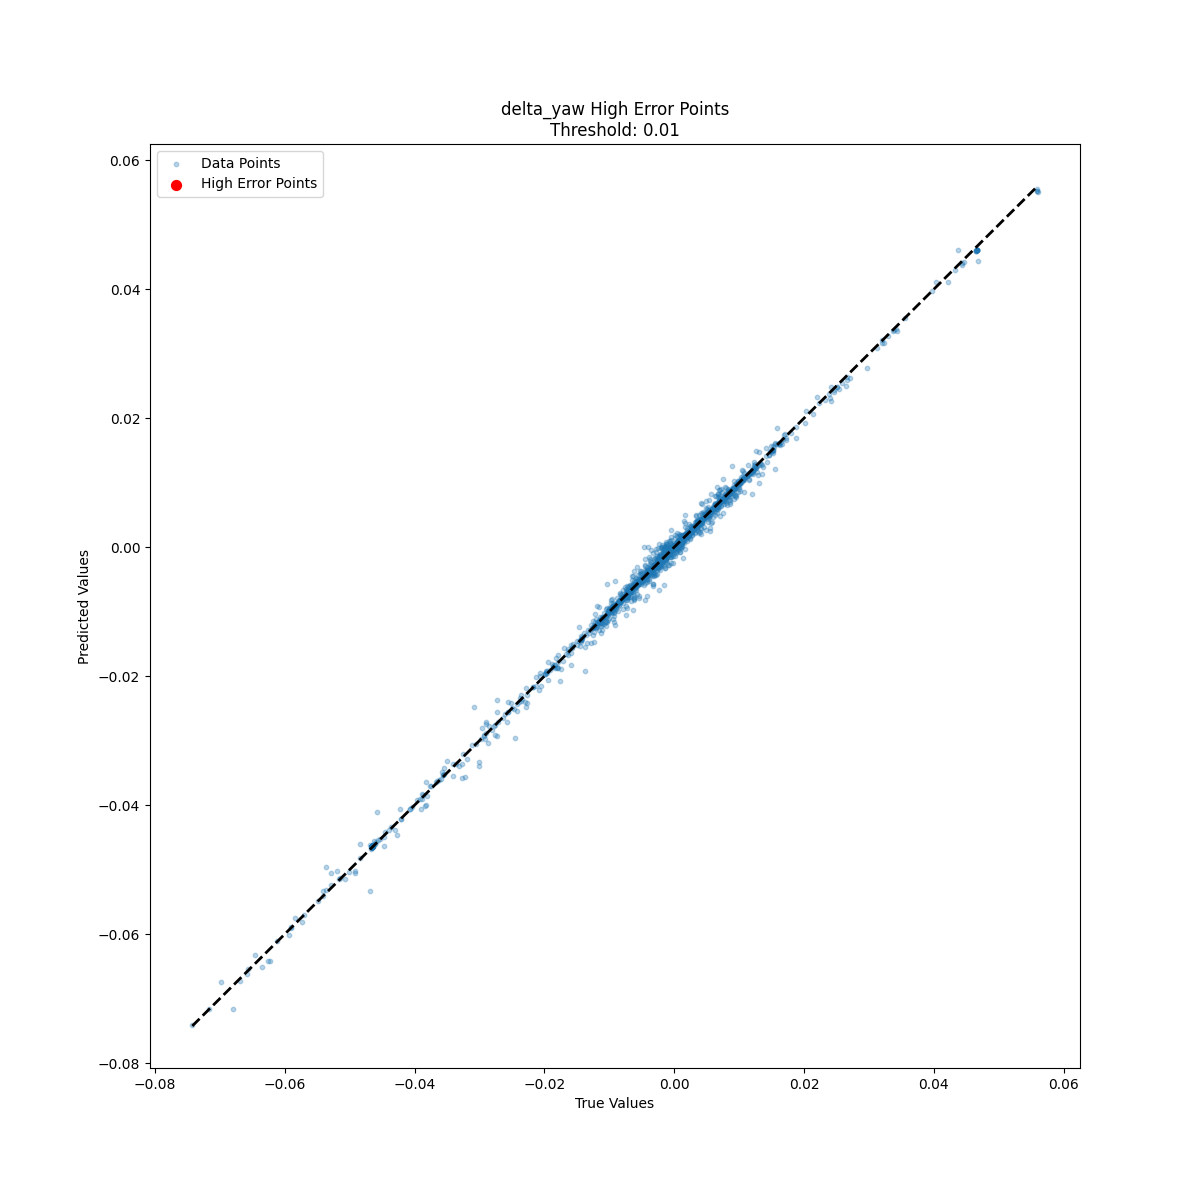 delta_yaw High Error Points
Threshold: 0.01
Data Points
High Error Points
0.06
0.04
0.02
0.00
−0.02
−0.04
−0.06
−0.08
Predicted Values
−0.08 −0.06 −0.04 −0.02 0.00 0.02 0.04 0.06
True Values